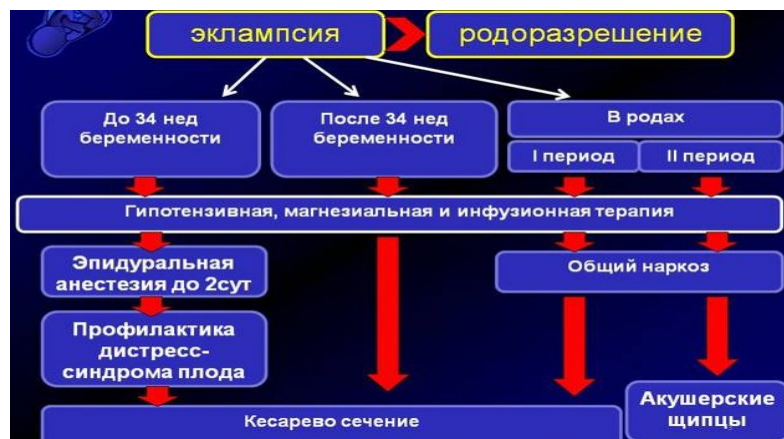 эклампсия
родоразрешение
До 34 нед
беременности
После 34 нед
беременности
В родах
I период
II период
Гипотензивная, магнезиальная и инфузионная терапия
Эпидуральная
анестезия до 2сут
Общий наркоз
Профилактика
дистресс-
синдрома плода
Кесарево сечение
Акушерские
щипцы